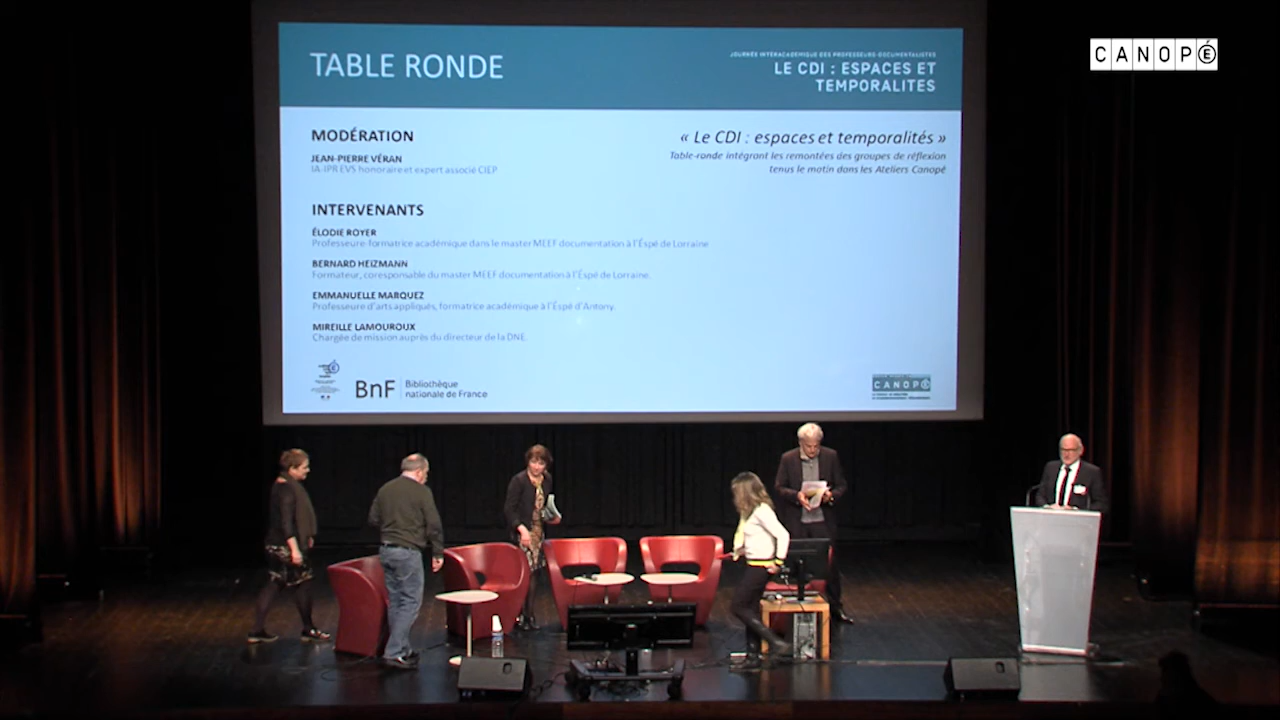 CANOPÉ
TABLE RONDE
JOURNÉE INTERACADÉMIQUE DES PROFESSEURS DOCUMENTALISTES
LE CDI : ESPACES ET
TEMPORALITES
MODÉRATION
JEAN-PIERRE VÉRAN
IA-IPR EVS honoraire et expert associé CIEP
« Le CDI : espaces et temporalités »
Table-ronde intégrant les remontées des groupes de réflexion
tenus le matin dans les Ateliers Canopé
INTERVENANTS
ÉLODIE ROYER
Professeure-formatrice académique dans le master MEEF documentation à l'Éspé de Lorraine
BERNARD HEIZMANN
Formateur, coresponsable du master MEEF documentation à l'Éspé de Lorraine.
EMMANUELLE MARQUEZ
Professeure d'arts appliqués, formatrice académique à l'Éspé d'Antony.
MIREILLE LAMOUROUX
Chargée de mission auprès du directeur de la DNE.
BnF Bibliothèque
nationale de France
CANOPÉ